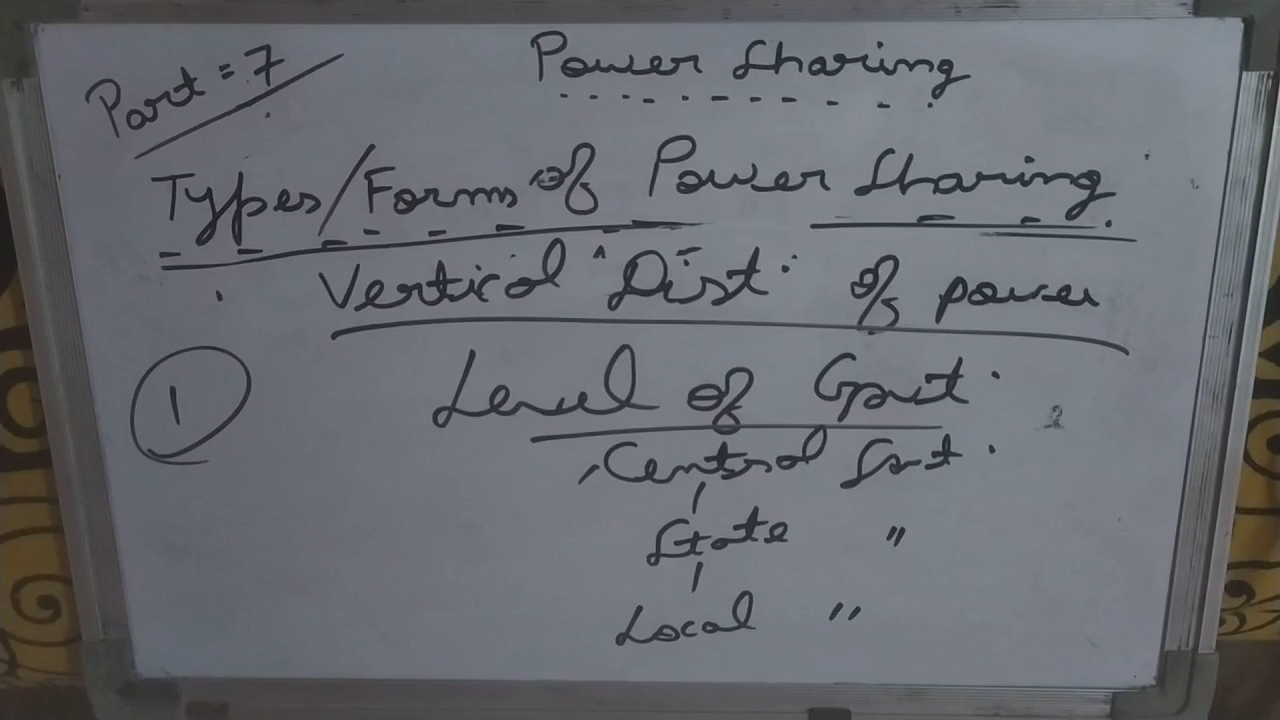 Part = 7
Power Sharing
Types/Forms of Power Sharing
Vertical Dist. of power
1
Level of Govt.
Central Govt.
State "
Local "